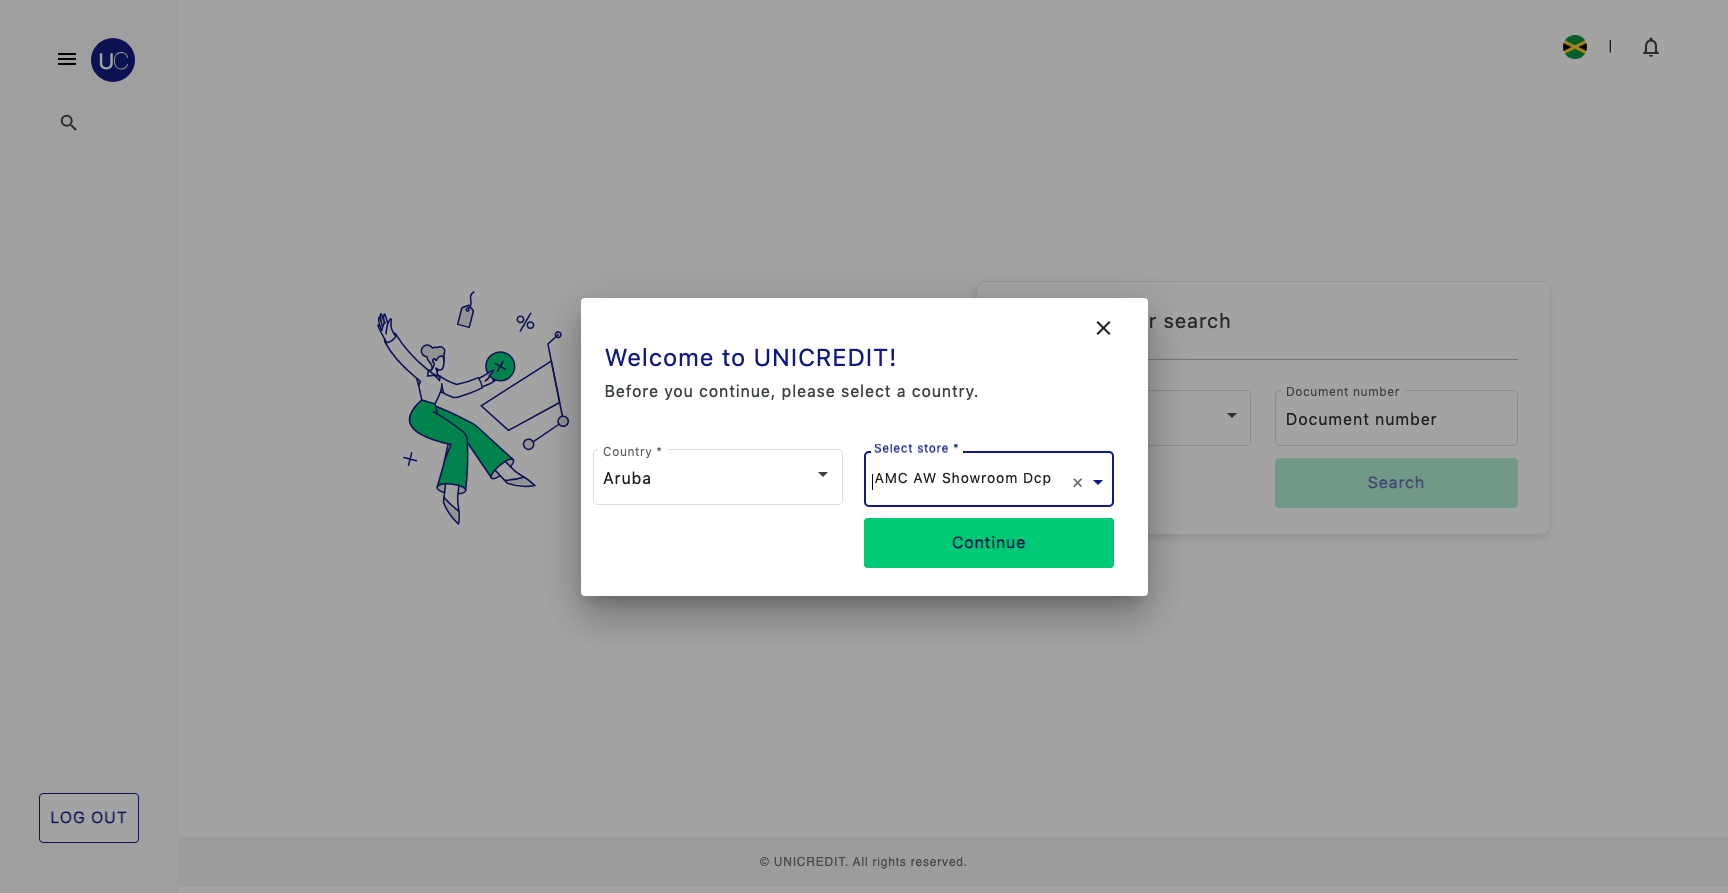 UC
|
r search
Welcome to UNICREDIT!
Before you continue, please select a country.
Country *
Aruba
Select store *
AMC AW Showroom Dcp
Continue
Document number
Document number
Search
LOG OUT
© UNICREDIT. All rights reserved.